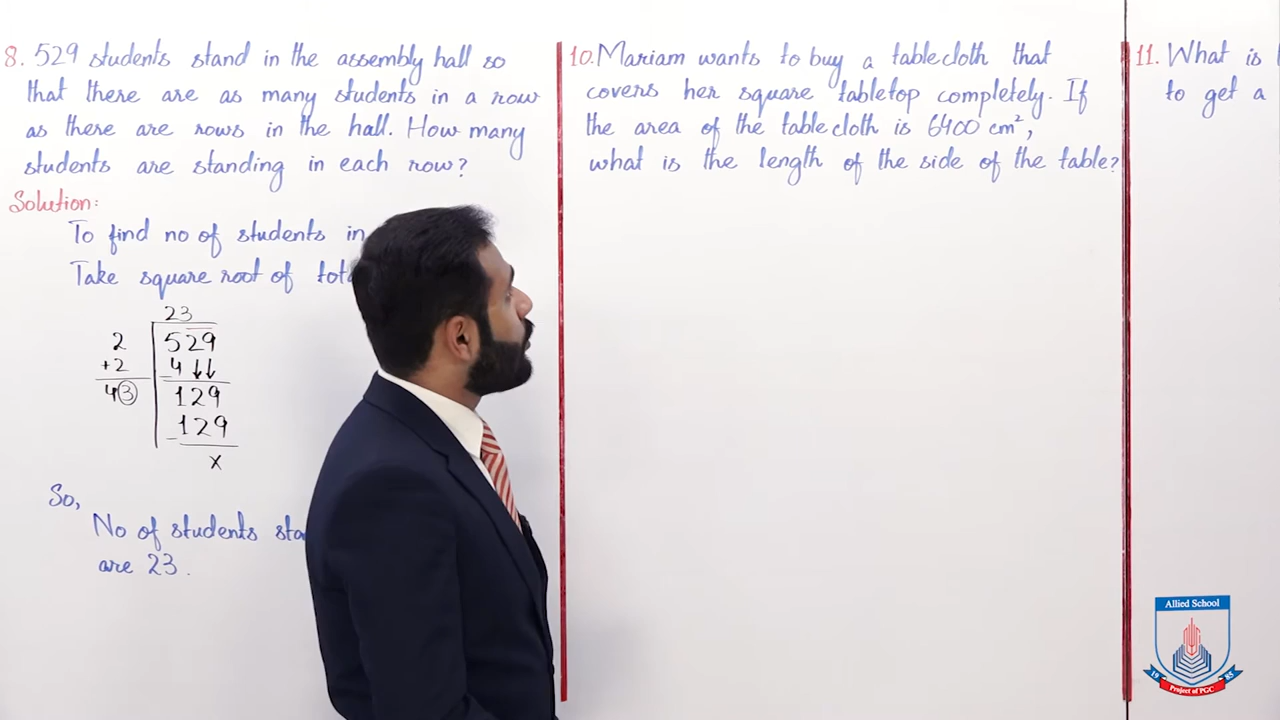 8. 529 students stand in the assembly hall so
that there are as many students in a row
as there are rows in the hall. How many
students are standing in each row?
Solution:
To find no of students in
Take square root of
23
2 529
+2 -4↓↓
43 129
-129
x
So,
No of students
are 23.
10. Mariam wants to buy a tablecloth that
covers her square tabletop completely. If
the area of the tablecloth is 6400 cm²,
what is the length of the side of the table?
11. What is
to get a
Allied School
19 85
Project of PGC